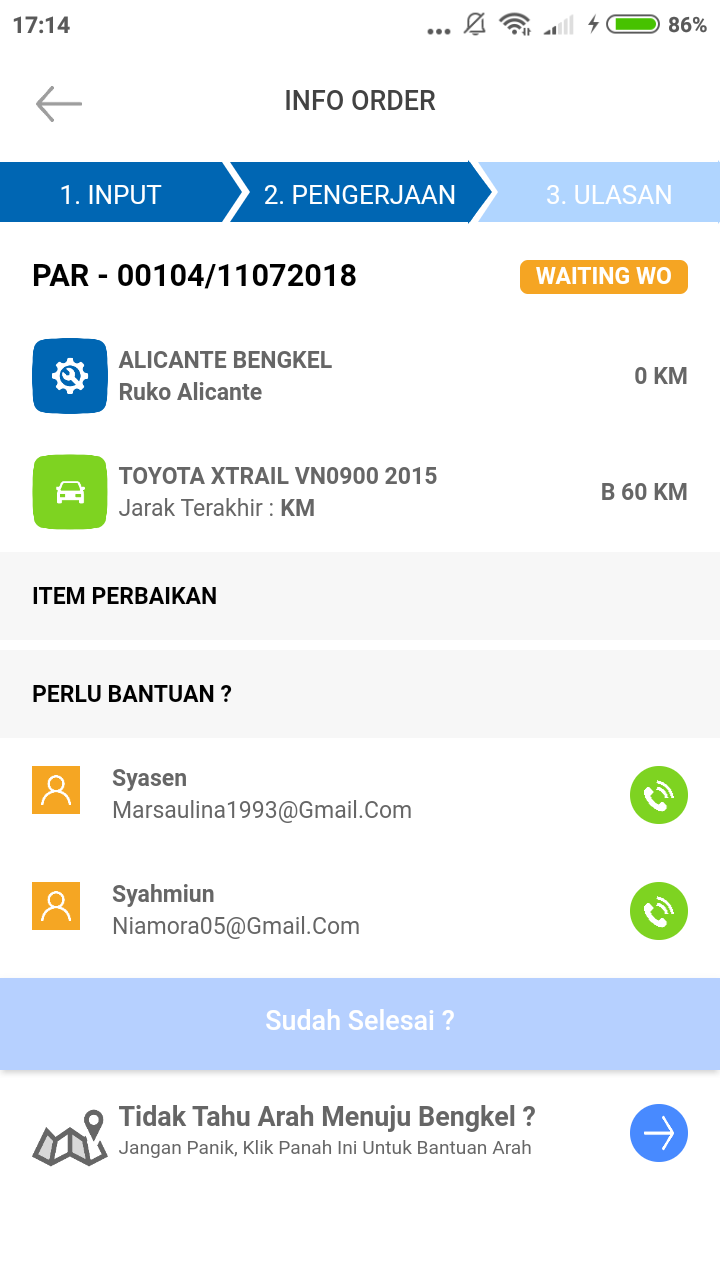 17:14
86%
INFO ORDER
1. INPUT
2. PENGERJAAN
3. ULASAN
PAR - 00104/11072018
WAITING WO
ALICANTE BENGKEL
Ruko Alicante
0 KM
TOYOTA XTRAIL VN0900 2015
Jarak Terakhir : KM
B 60 KM
ITEM PERBAIKAN
PERLU BANTUAN ?
Syasen
Marsaulina1993@Gmail.Com
Syahmiun
Niamora05@Gmail.Com
Sudah Selesai ?
Tidak Tahu Arah Menuju Bengkel ?
Jangan Panik, Klik Panah Ini Untuk Bantuan Arah